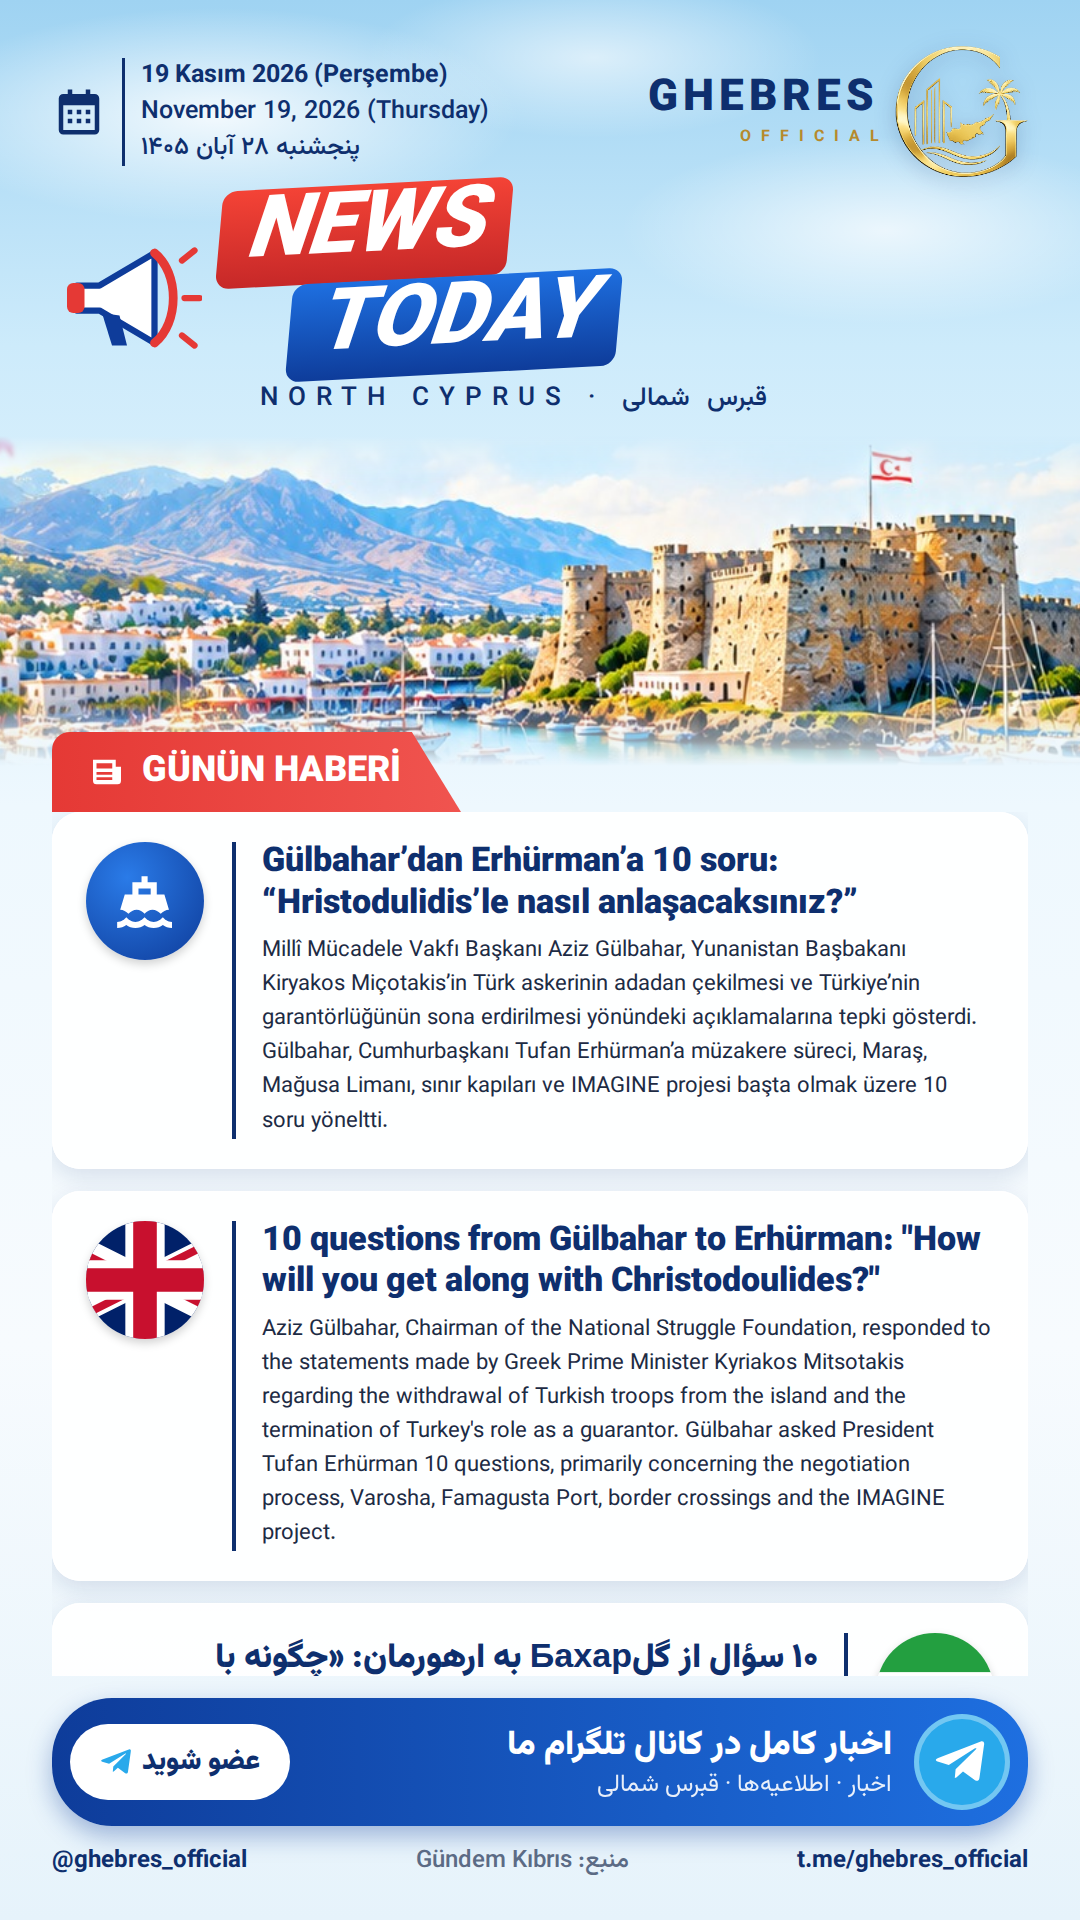 19 Kasım 2026 (Perşembe)
November 19, 2026 (Thursday)
پنجشنبه ۲۸ آبان ۱۴۰۵
GHEBRES
OFFICIAL
NEWS
TODAY
NORTH CYPRUS · قبرس شمالی
GÜNÜN HABERİ
Gülbahar’dan Erhürman’a 10 soru:
“Hristodulidis’le nasıl anlaşacaksınız?”
Millî Mücadele Vakfı Başkanı Aziz Gülbahar, Yunanistan Başbakanı
Kiryakos Miçotakis’in Türk askerinin adadan çekilmesi ve Türkiye’nin
garantörlüğünün sona erdirilmesi yönündeki açıklamalarına tepki gösterdi.
Gülbahar, Cumhurbaşkanı Tufan Erhürman’a müzakere süreci, Maraş,
Mağusa Limanı, sınır kapıları ve IMAGINE projesi başta olmak üzere 10
soru yöneltti.
10 questions from Gülbahar to Erhürman: "How
will you get along with Christodoulides?"
Aziz Gülbahar, Chairman of the National Struggle Foundation, responded to
the statements made by Greek Prime Minister Kyriakos Mitsotakis
regarding the withdrawal of Turkish troops from the island and the
termination of Turkey's role as a guarantor. Gülbahar asked President
Tufan Erhürman 10 questions, primarily concerning the negotiation
process, Varosha, Famagusta Port, border crossings and the IMAGINE
project.
۱۰ سؤال از گلБахар به ارهورمان: «چگونه با
اخبار کامل در کانال تلگرام ما
اخبار · اطلاعیه‌ها · قبرس شمالی
عضو شوید
@ghebres_official
منبع: Gündem Kıbrıs
t.me/ghebres_official